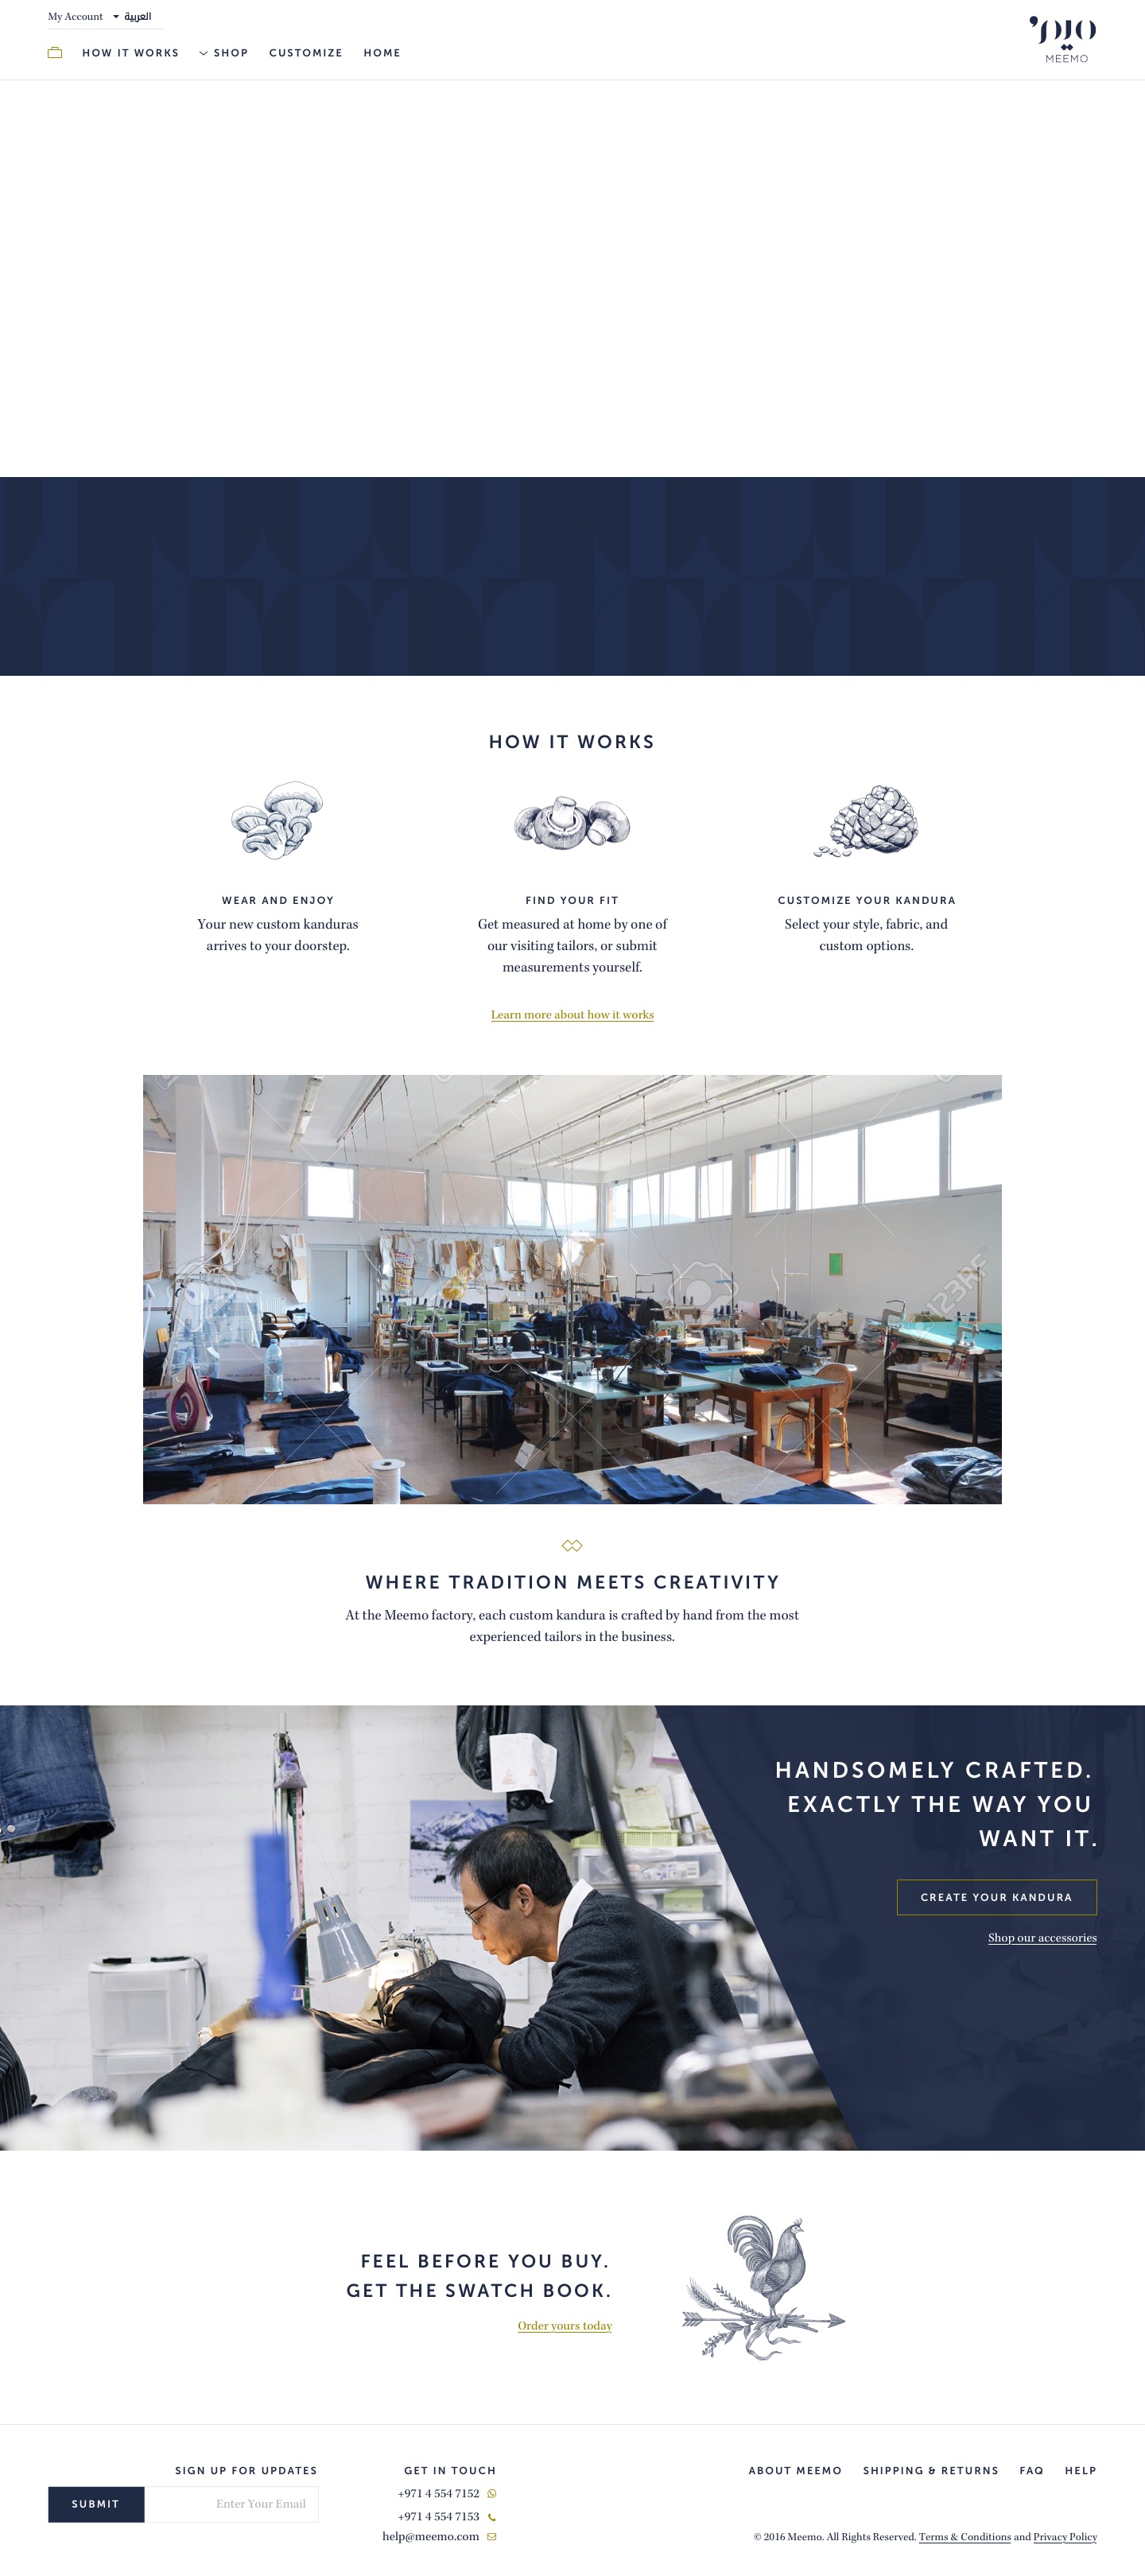 My Account
العربية
HOW IT WORKS
SHOP
CUSTOMIZE
HOME
MEEMO
HOW IT WORKS
WEAR AND ENJOY
Your new custom kanduras
arrives to your doorstep.
FIND YOUR FIT
Get measured at home by one of
our visiting tailors, or submit
measurements yourself.
CUSTOMIZE YOUR KANDURA
Select your style, fabric, and
custom options.
Learn more about how it works
123RF
WHERE TRADITION MEETS CREATIVITY
At the Meemo factory, each custom kandura is crafted by hand from the most
experienced tailors in the business.
HANDSOMELY CRAFTED.
EXACTLY THE WAY YOU
WANT IT.
CREATE YOUR KANDURA
Shop our accessories
FEEL BEFORE YOU BUY.
GET THE SWATCH BOOK.
Order yours today
SIGN UP FOR UPDATES
SUBMIT
Enter Your Email
GET IN TOUCH
+971 4 554 7152
+971 4 554 7153
help@meemo.com
ABOUT MEEMO
SHIPPING & RETURNS
FAQ
HELP
© 2016 Meemo. All Rights Reserved. Terms & Conditions and Privacy Policy